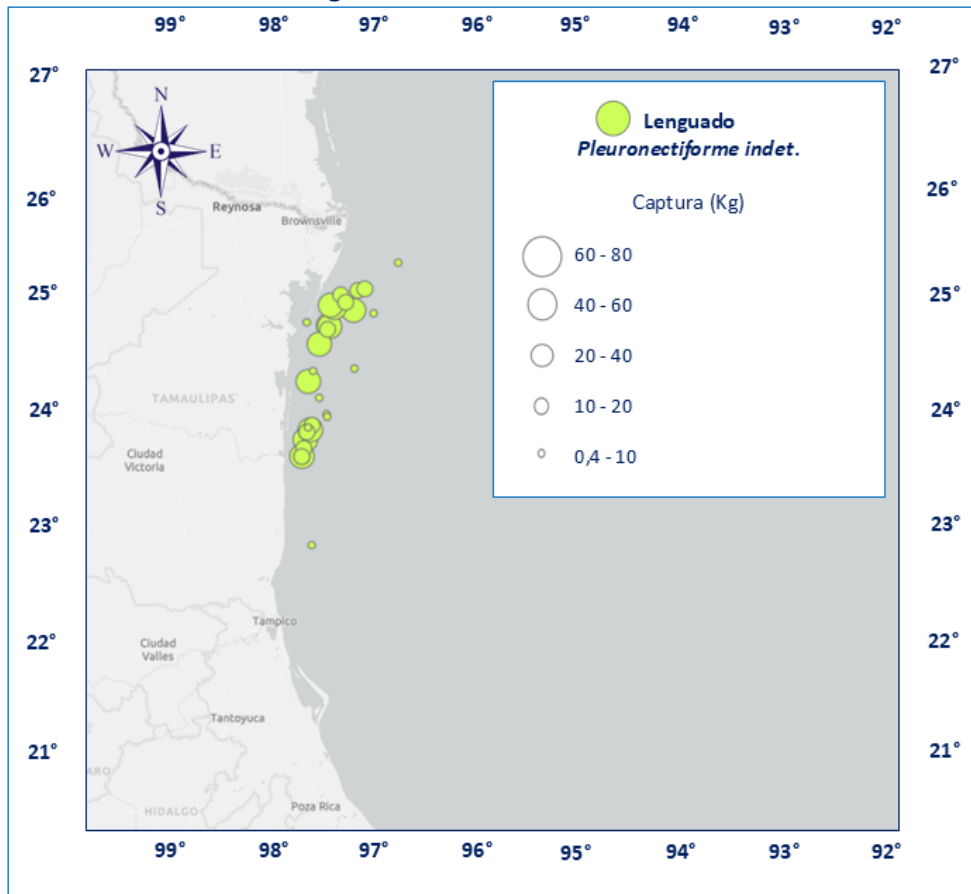 99° 98° 97° 96° 95° 94° 93° 92°
27° 27°
Lenguado
Pleuronectiforme indet.
N
W E
S
26° 26°
Reynosa
Brownsville
Captura (Kg)
60 - 80
25° 25°
40 - 60
20 - 40
24° 24°
TAMAULIPAS
10 - 20
Ciudad
Victoria
0,4 - 10
23° 23°
22° 22°
Tampico
Ciudad
Valles
Tantoyuca
21° 21°
ARO
HIDALGO
Poza Rica
99° 98° 97° 96° 95° 94° 93° 92°